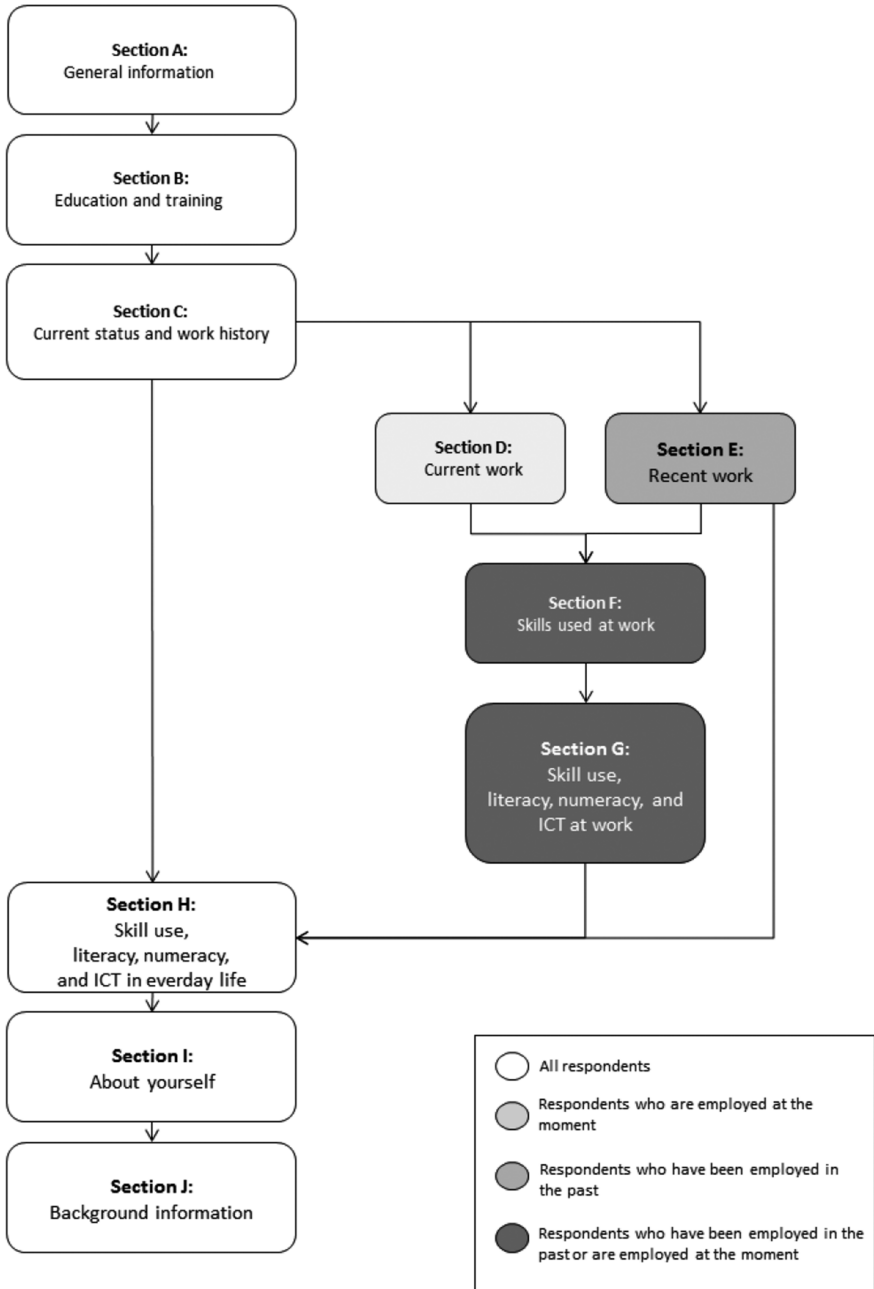 Section A:
General information
Section B:
Education and training
Section C:
Current status and work history
Section D:
Current work
Section E:
Recent work
Section F:
Skills used at work
Section G:
Skill use,
literacy, numeracy, and
ICT at work
Section H:
Skill use,
literacy, numeracy,
and ICT in everday life
Section I:
About yourself
Section J:
Background information
All respondents
Respondents who are employed at the
moment
Respondents who have been employed in
the past
Respondents who have been employed in the
past or are employed at the moment